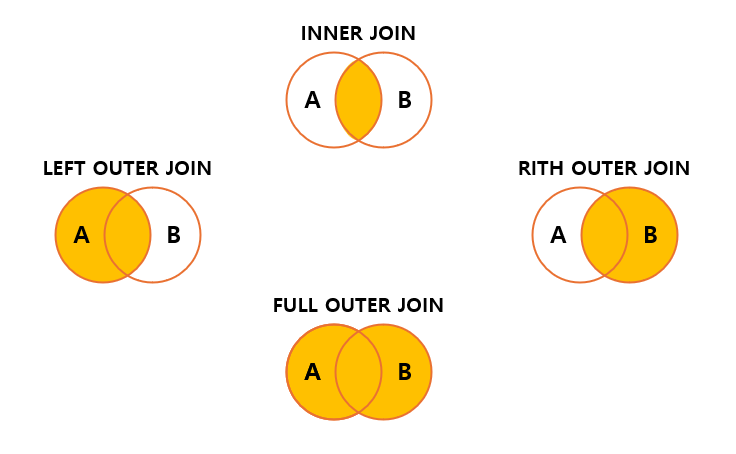 INNER JOIN
A B
LEFT OUTER JOIN
A B
RITH OUTER JOIN
A B
FULL OUTER JOIN
A B